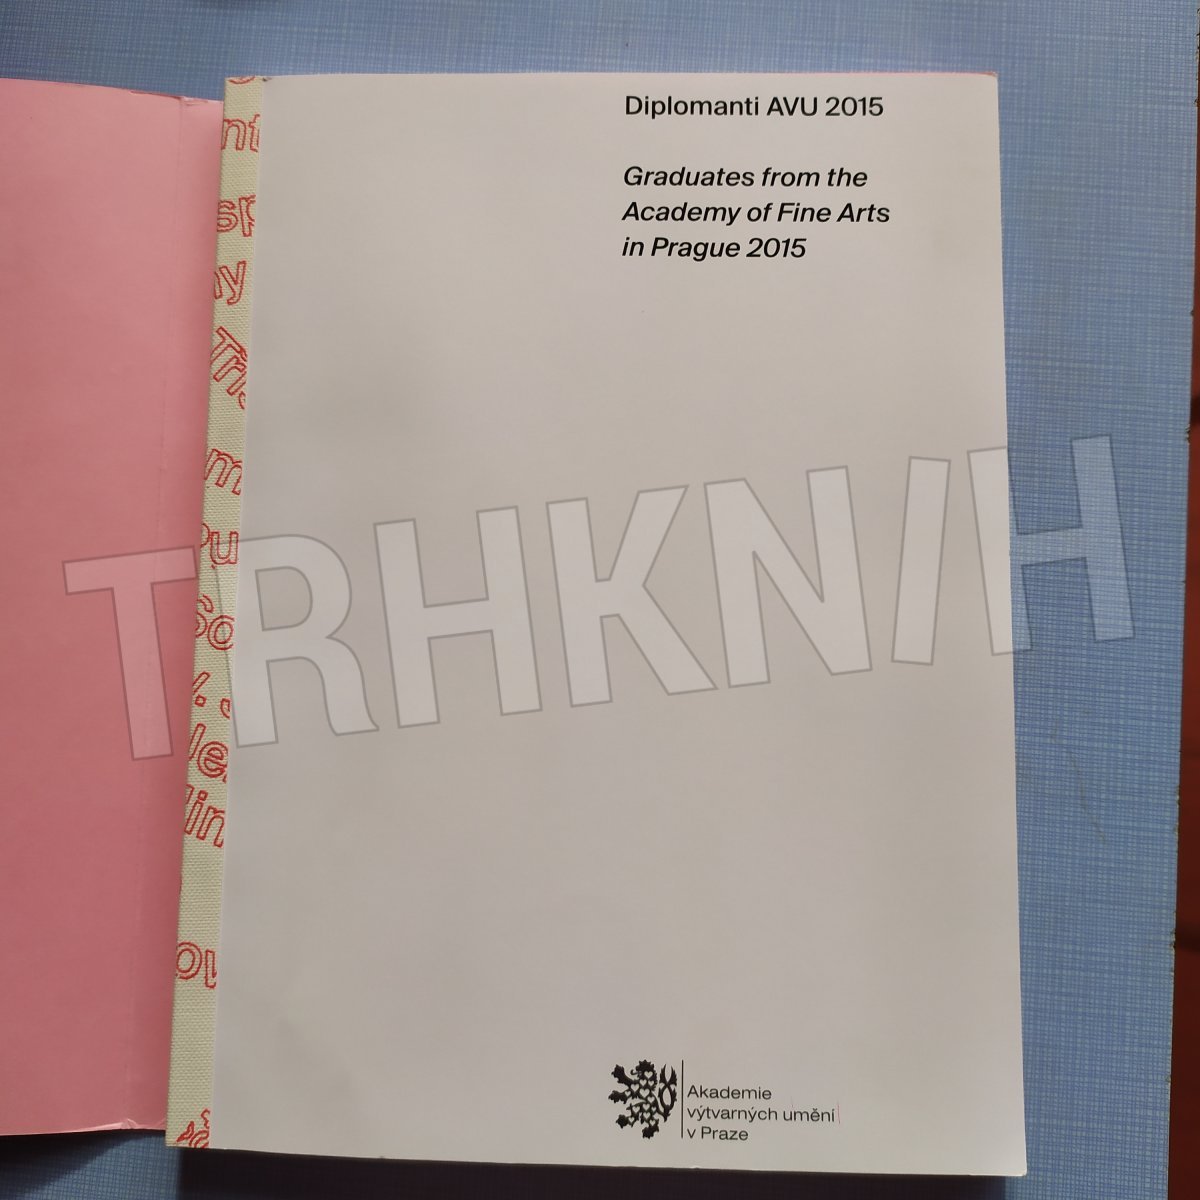 Diplomanti AVU 2015
Graduates from the
Academy of Fine Arts
in Prague 2015
TRHKNIH
Akademie
výtvarných umění
v Praze